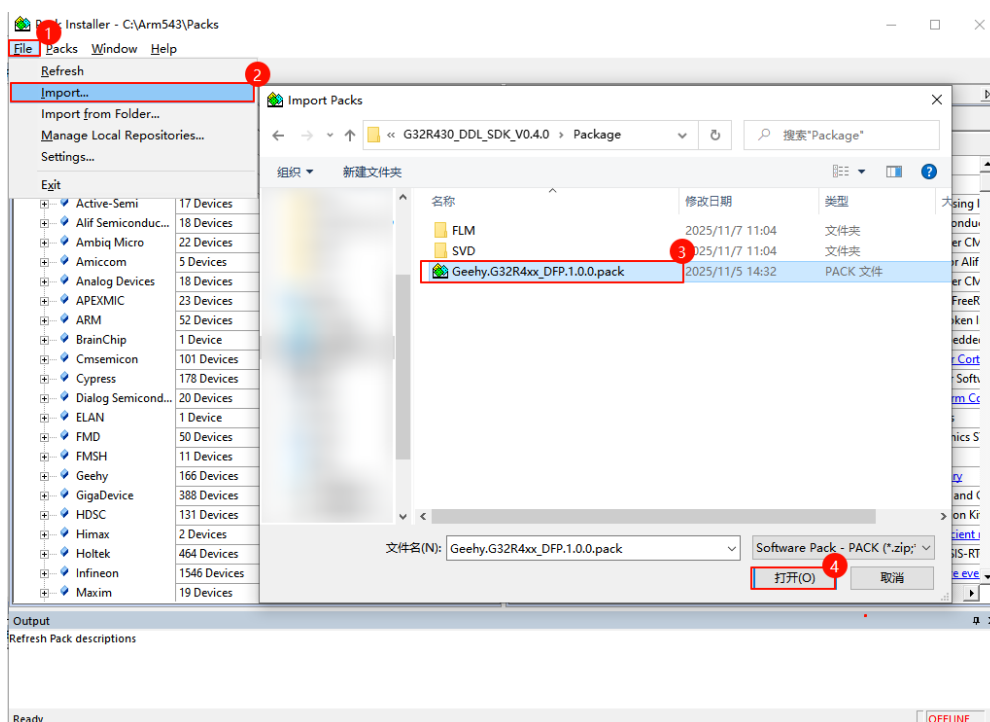 Pack Installer - C:\Arm543\Packs
1
File Packs Window Help
Refresh
2
Import...
Import from Folder...
Manage Local Repositories...
Settings...
Exit
Import Packs
« G32R430_DDL_SDK_V0.4.0 › Package
搜索"Package"
组织 新建文件夹
名称 修改日期 类型 大
FLM 2025/11/7 11:04 文件夹
SVD 2025/11/7 11:04 文件夹
3
Geehy.G32R4xx_DFP.1.0.0.pack 2025/11/5 14:32 PACK 文件
文件名(N): Geehy.G32R4xx_DFP.1.0.0.pack Software Pack - PACK (*.zip;
4
打开(O) 取消
Active-Semi 17 Devices
Alif Semiconduc... 18 Devices
Ambiq Micro 22 Devices
Amiccom 5 Devices
Analog Devices 18 Devices
APEXMIC 23 Devices
ARM 52 Devices
BrainChip 1 Device
Cmsemicon 101 Devices
Cypress 178 Devices
Dialog Semicond... 20 Devices
ELAN 1 Device
FMD 50 Devices
FMSH 11 Devices
Geehy 166 Devices
GigaDevice 388 Devices
HDSC 131 Devices
Himax 2 Devices
Holtek 464 Devices
Infineon 1546 Devices
Maxim 19 Devices
Output
Refresh Pack descriptions
Ready OFFLINE